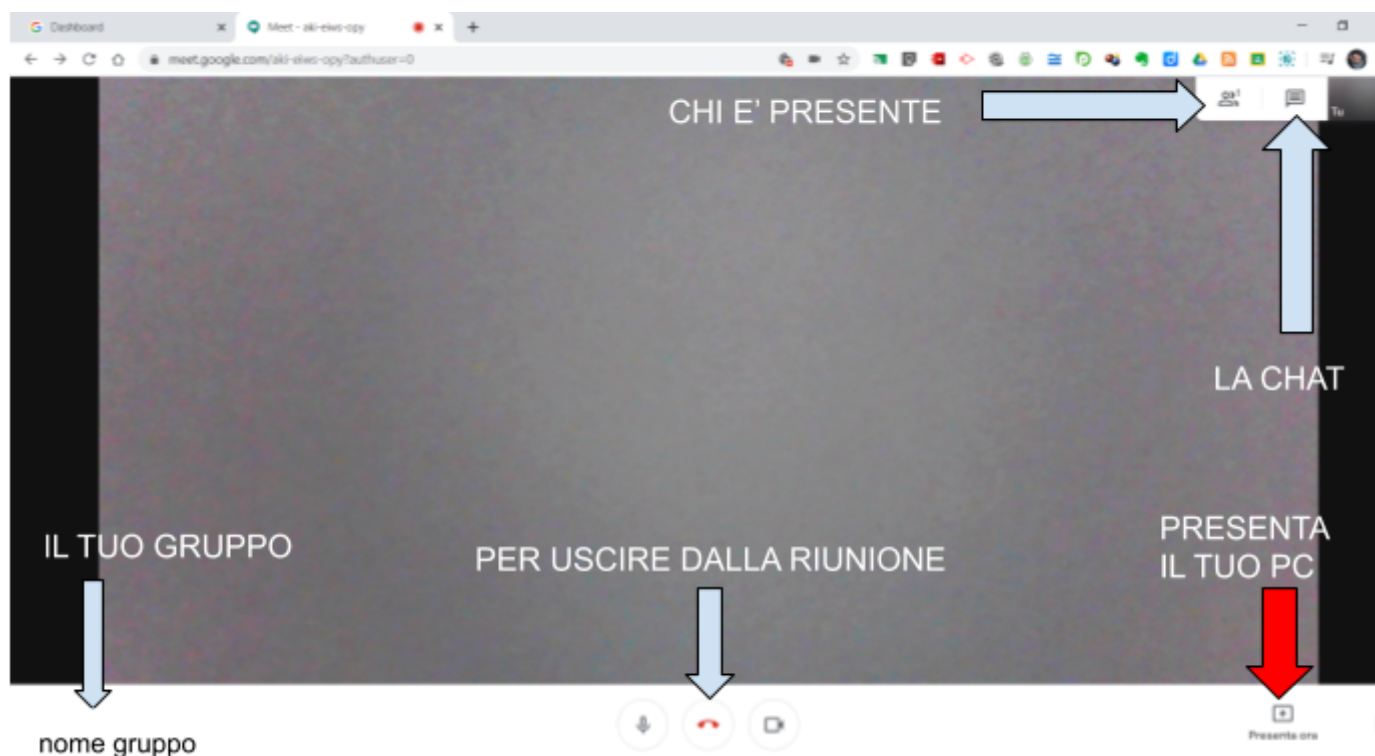 Dashboard
Meet - aki-eiws-opy
meet.google.com/aki-eiws-opy?authuser=0
CHI E' PRESENTE
1
Tu
LA CHAT
IL TUO GRUPPO
PER USCIRE DALLA RIUNIONE
PRESENTA
IL TUO PC
nome gruppo
Presenta ora